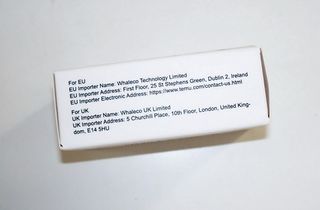 For EU
EU Importer Name: Whaleco Technology Limited
EU Importer Address: First Floor, 25 St Stephens Green, Dublin 2, Ireland
EU Importer Electronic Address: https://www.temu.com/contact-us.html
For UK
UK Importer Name: Whaleco UK Limited
UK Importer Address: 5 Churchill Place, 10th Floor, London, United King-
dom, E14 5HU